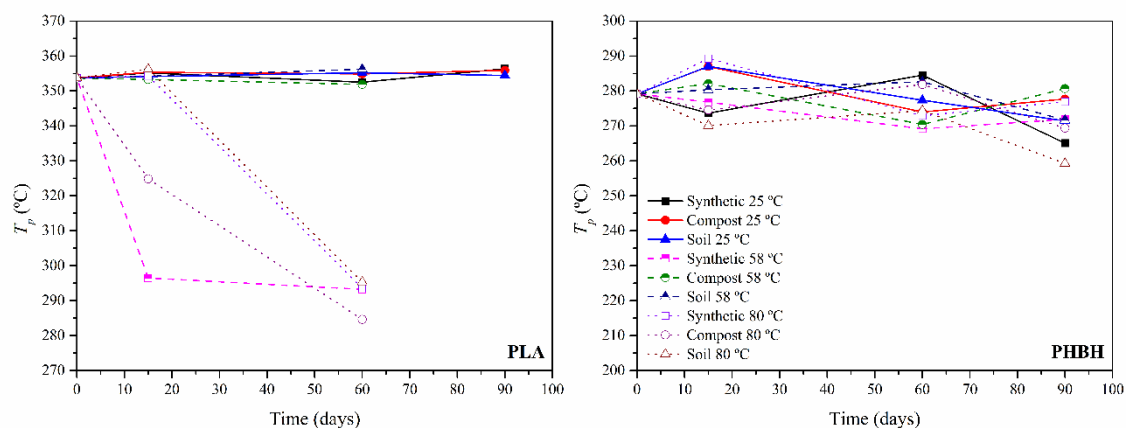 370
360
350
340
330
320
310
300
290
280
270
0 10 20 30 40 50 60 70 80 90 100
T_p (ºC)
Time (days)
PLA
300
290
280
270
260
250
240
230
220
210
200
0 10 20 30 40 50 60 70 80 90 100
T_p (ºC)
Time (days)
Synthetic 25 ºC
Compost 25 ºC
Soil 25 ºC
Synthetic 58 ºC
Compost 58 ºC
Soil 58 ºC
Synthetic 80 ºC
Compost 80 ºC
Soil 80 ºC
PHBH